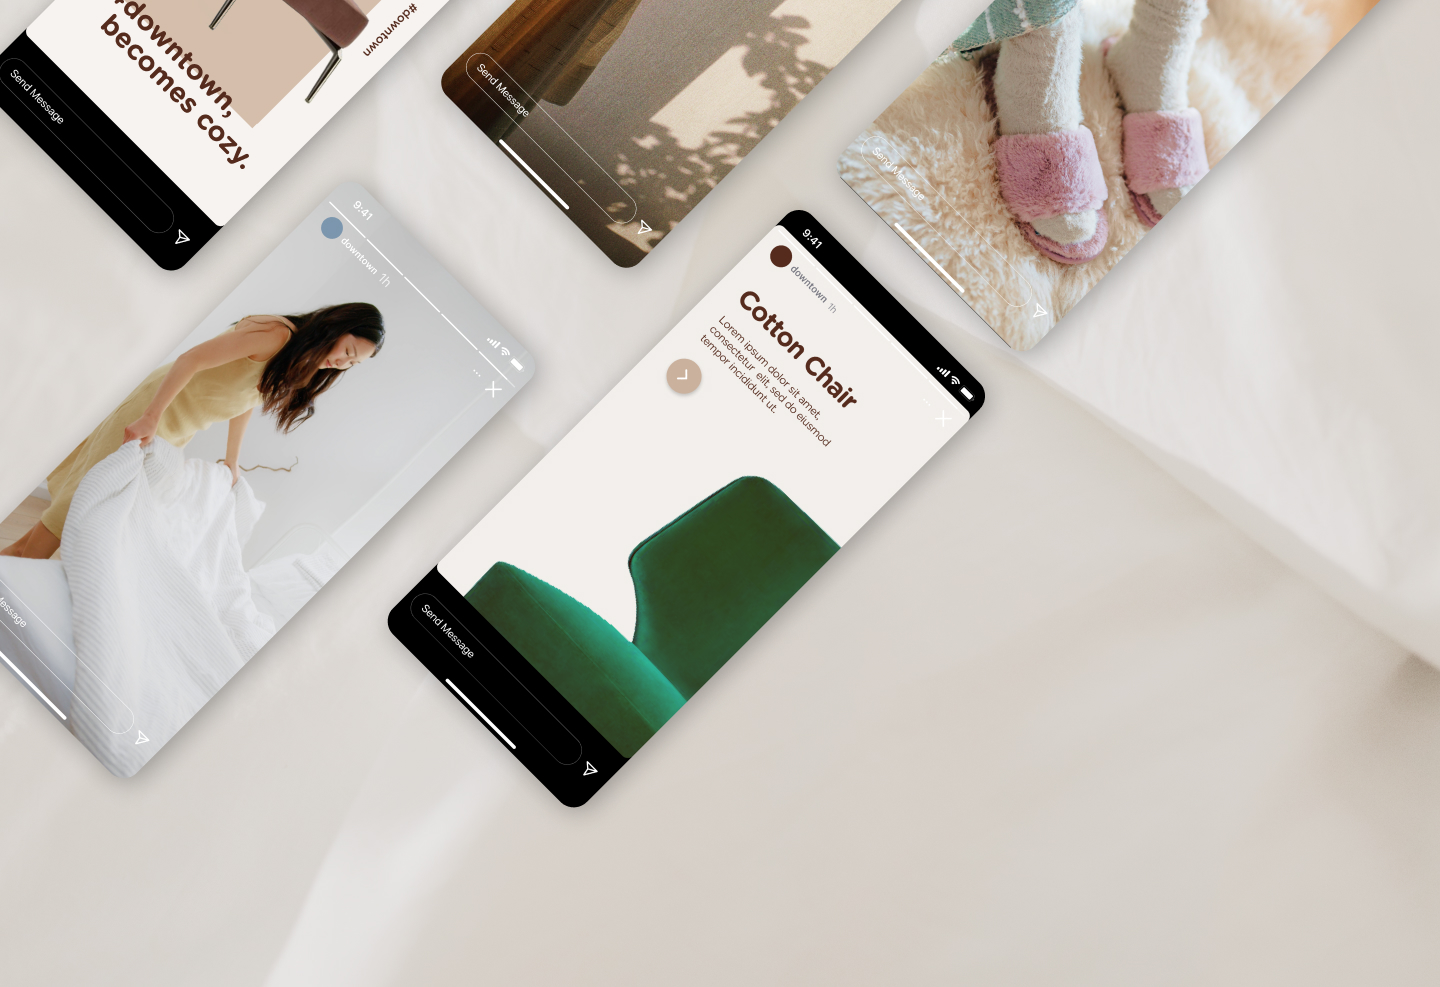 #downtown,
becomes cozy.
#downtown
Send Message
Send Message
Send Message
9:41
downtown 1h
Message
9:41
downtown 1h
Cotton Chair
Lorem ipsum dolor sit amet,
consectetur elit, sed do eiusmod
tempor incididunt ut.
Send Message